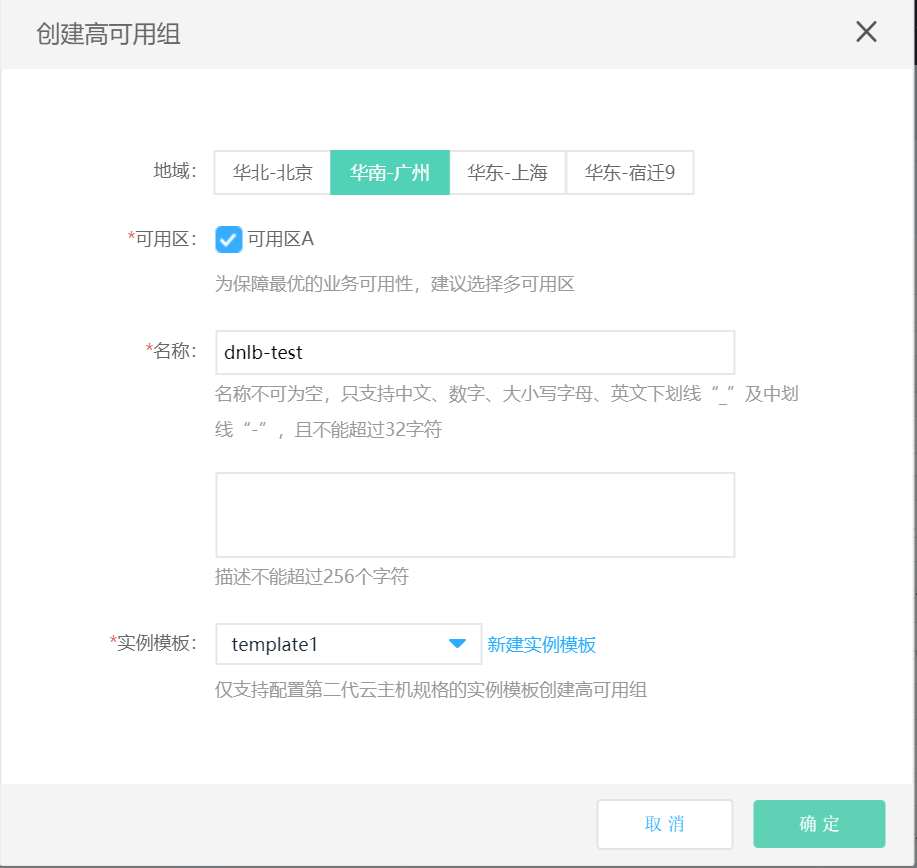 创建高可用组
地域：
华北-北京 华南-广州 华东-上海 华东-宿迁9
*可用区： 可用区A
为保障最优的业务可用性，建议选择多可用区
*名称： dnlb-test
名称不可为空，只支持中文、数字、大小写字母、英文下划线“_”及中划
线“-”，且不能超过32字符
描述不能超过256个字符
*实例模板： template1 新建实例模板
仅支持配置第二代云主机规格的实例模板创建高可用组
取 消 确 定